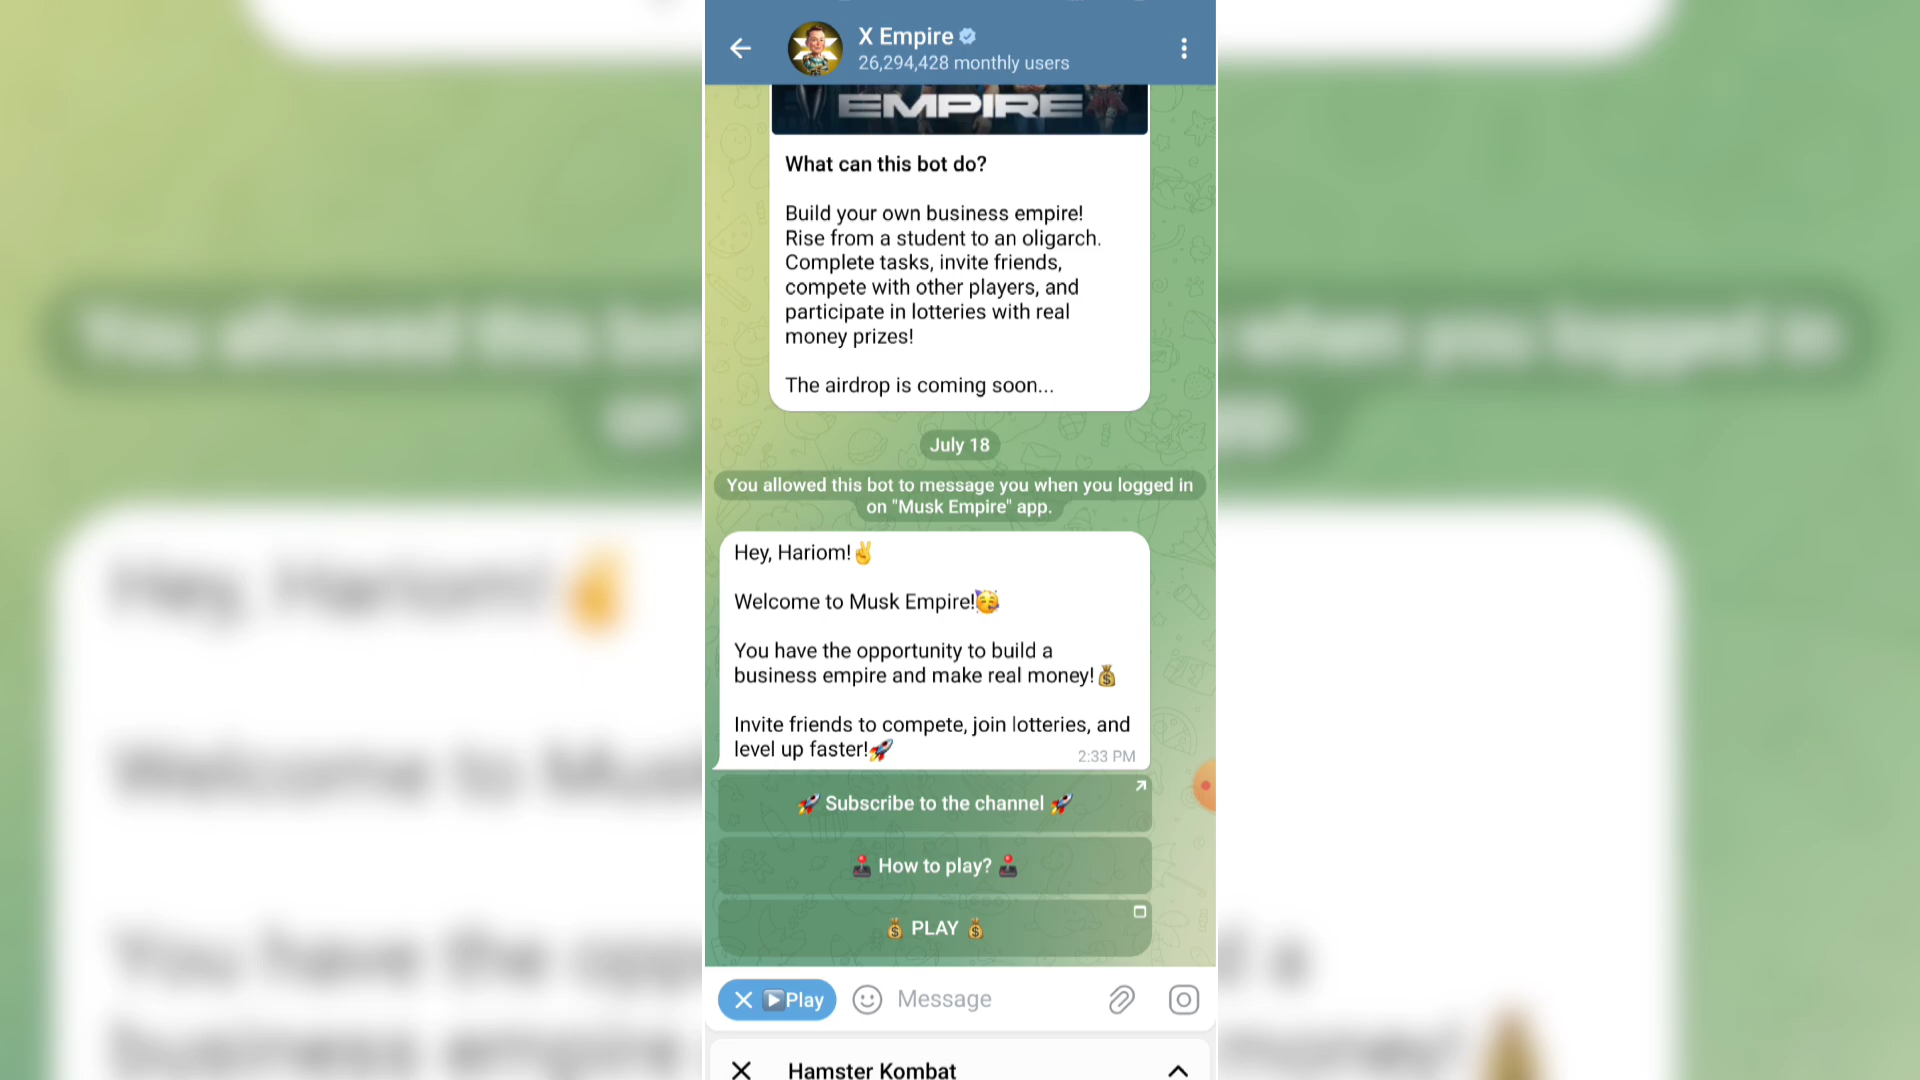 X Empire
26,294,428 monthly users
EMPIRE
What can this bot do?
Build your own business empire!
Rise from a student to an oligarch.
Complete tasks, invite friends,
compete with other players, and
participate in lotteries with real
money prizes!
The airdrop is coming soon...
July 18
You allowed this bot to message you when you logged in
on "Musk Empire" app.
Hey, Hariom!✌️
Welcome to Musk Empire!🥳
You have the opportunity to build a
business empire and make real money!💰
Invite friends to compete, join lotteries, and
level up faster!🚀
2:33 PM
🚀 Subscribe to the channel 🚀
🕹️ How to play? 🕹️
💰 PLAY 💰
▶️Play
Message
Hamster Kombat